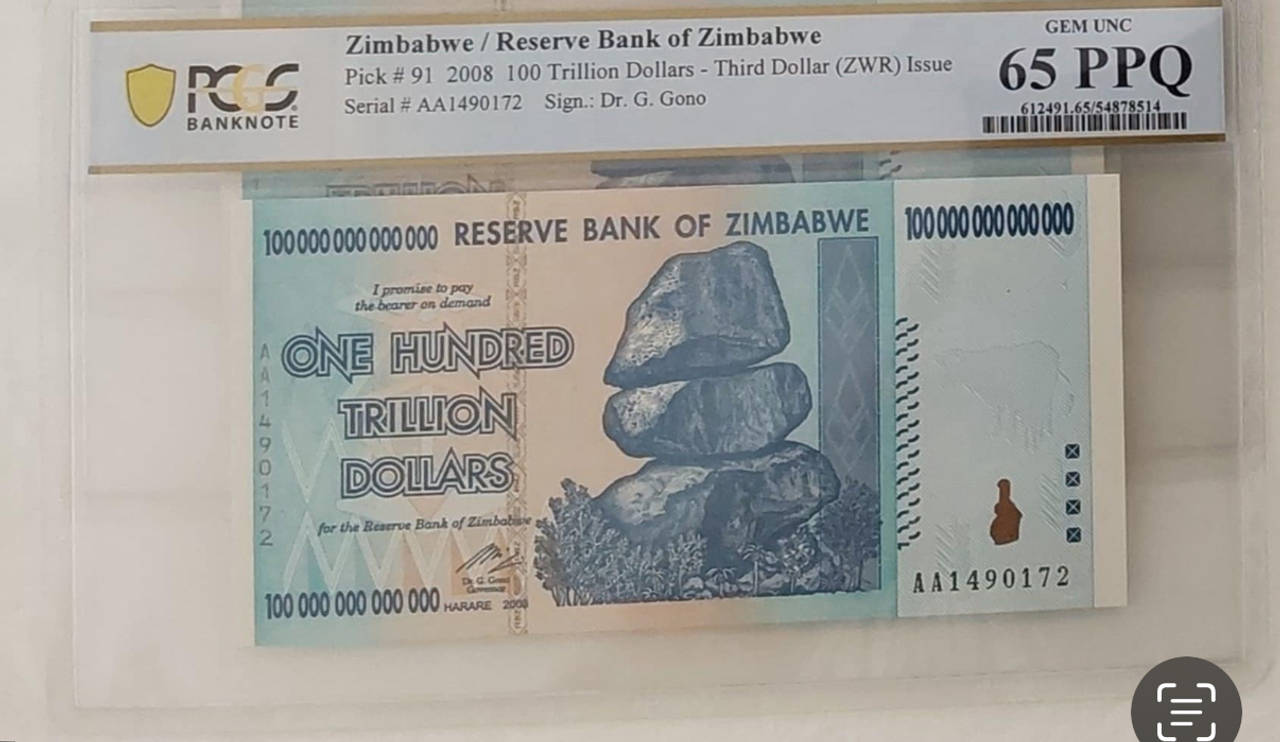 Zimbabwe / Reserve Bank of Zimbabwe
Pick # 91 2008 100 Trillion Dollars - Third Dollar (ZWR) Issue
Serial # AA1490172 Sign.: Dr. G. Gono
PCGS
BANKNOTE
GEM UNC
65 PPQ
612491.65/54878514
TRILLION
100 000 000 000 000 RESERVE BANK OF ZIMBABWE 100 000 000 000 000
I promise to pay
the bearer on demand
ONE HUNDRED
TRILLION
DOLLARS
for the Reserve Bank of Zimbabwe
Dr. G. Gono
Governor
100 000 000 000 000 HARARE 2008
AA1490172
AA1490172